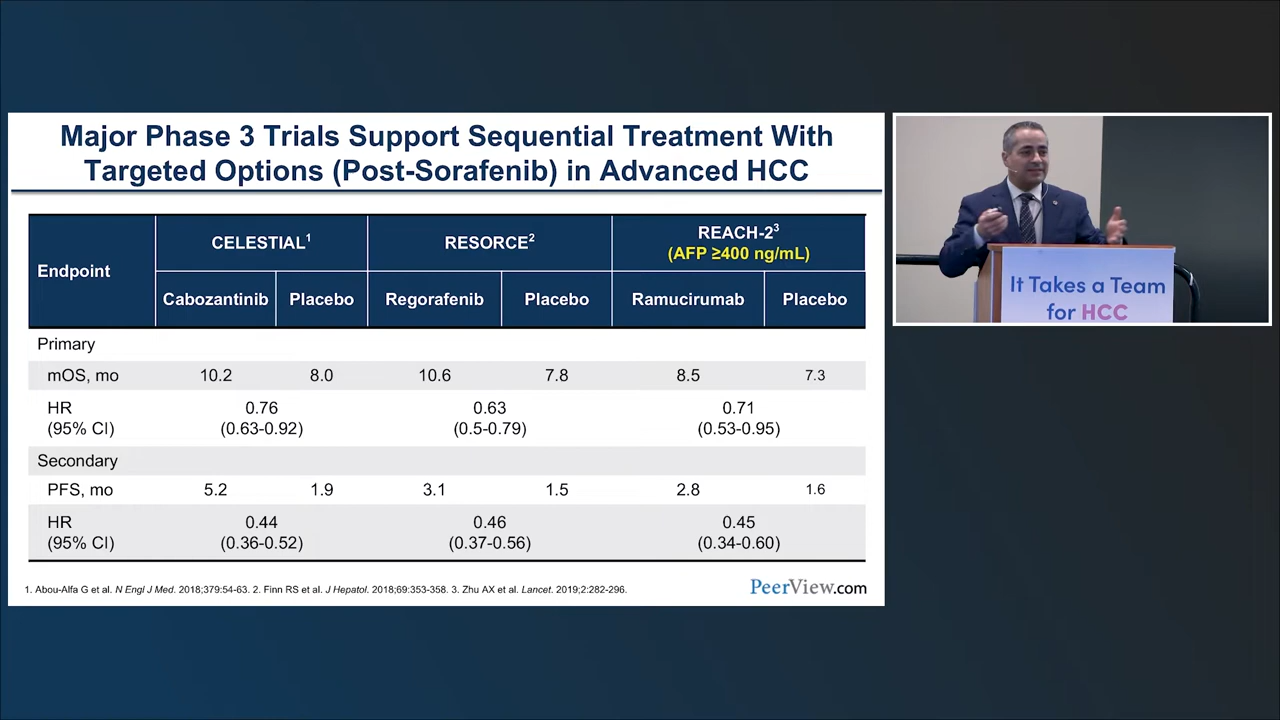 Major Phase 3 Trials Support Sequential Treatment With
Targeted Options (Post-Sorafenib) in Advanced HCC
Endpoint
CELESTIAL1
RESORCE2
REACH-23
(AFP ≥400 ng/mL)
Cabozantinib Placebo Regorafenib Placebo Ramucirumab Placebo
Primary
mOS, mo 10.2 8.0 10.6 7.8 8.5 7.3
HR 0.76 0.63 0.71
(95% CI) (0.63-0.92) (0.5-0.79) (0.53-0.95)
Secondary
PFS, mo 5.2 1.9 3.1 1.5 2.8 1.6
HR 0.44 0.46 0.45
(95% CI) (0.36-0.52) (0.37-0.56) (0.34-0.60)
1. Abou-Alfa G et al. N Engl J Med. 2018;379:54-63. 2. Finn RS et al. J Hepatol. 2018;69:353-358. 3. Zhu AX et al. Lancet. 2019;2:282-296.
PeerView.com
It Takes a Team
for HCC